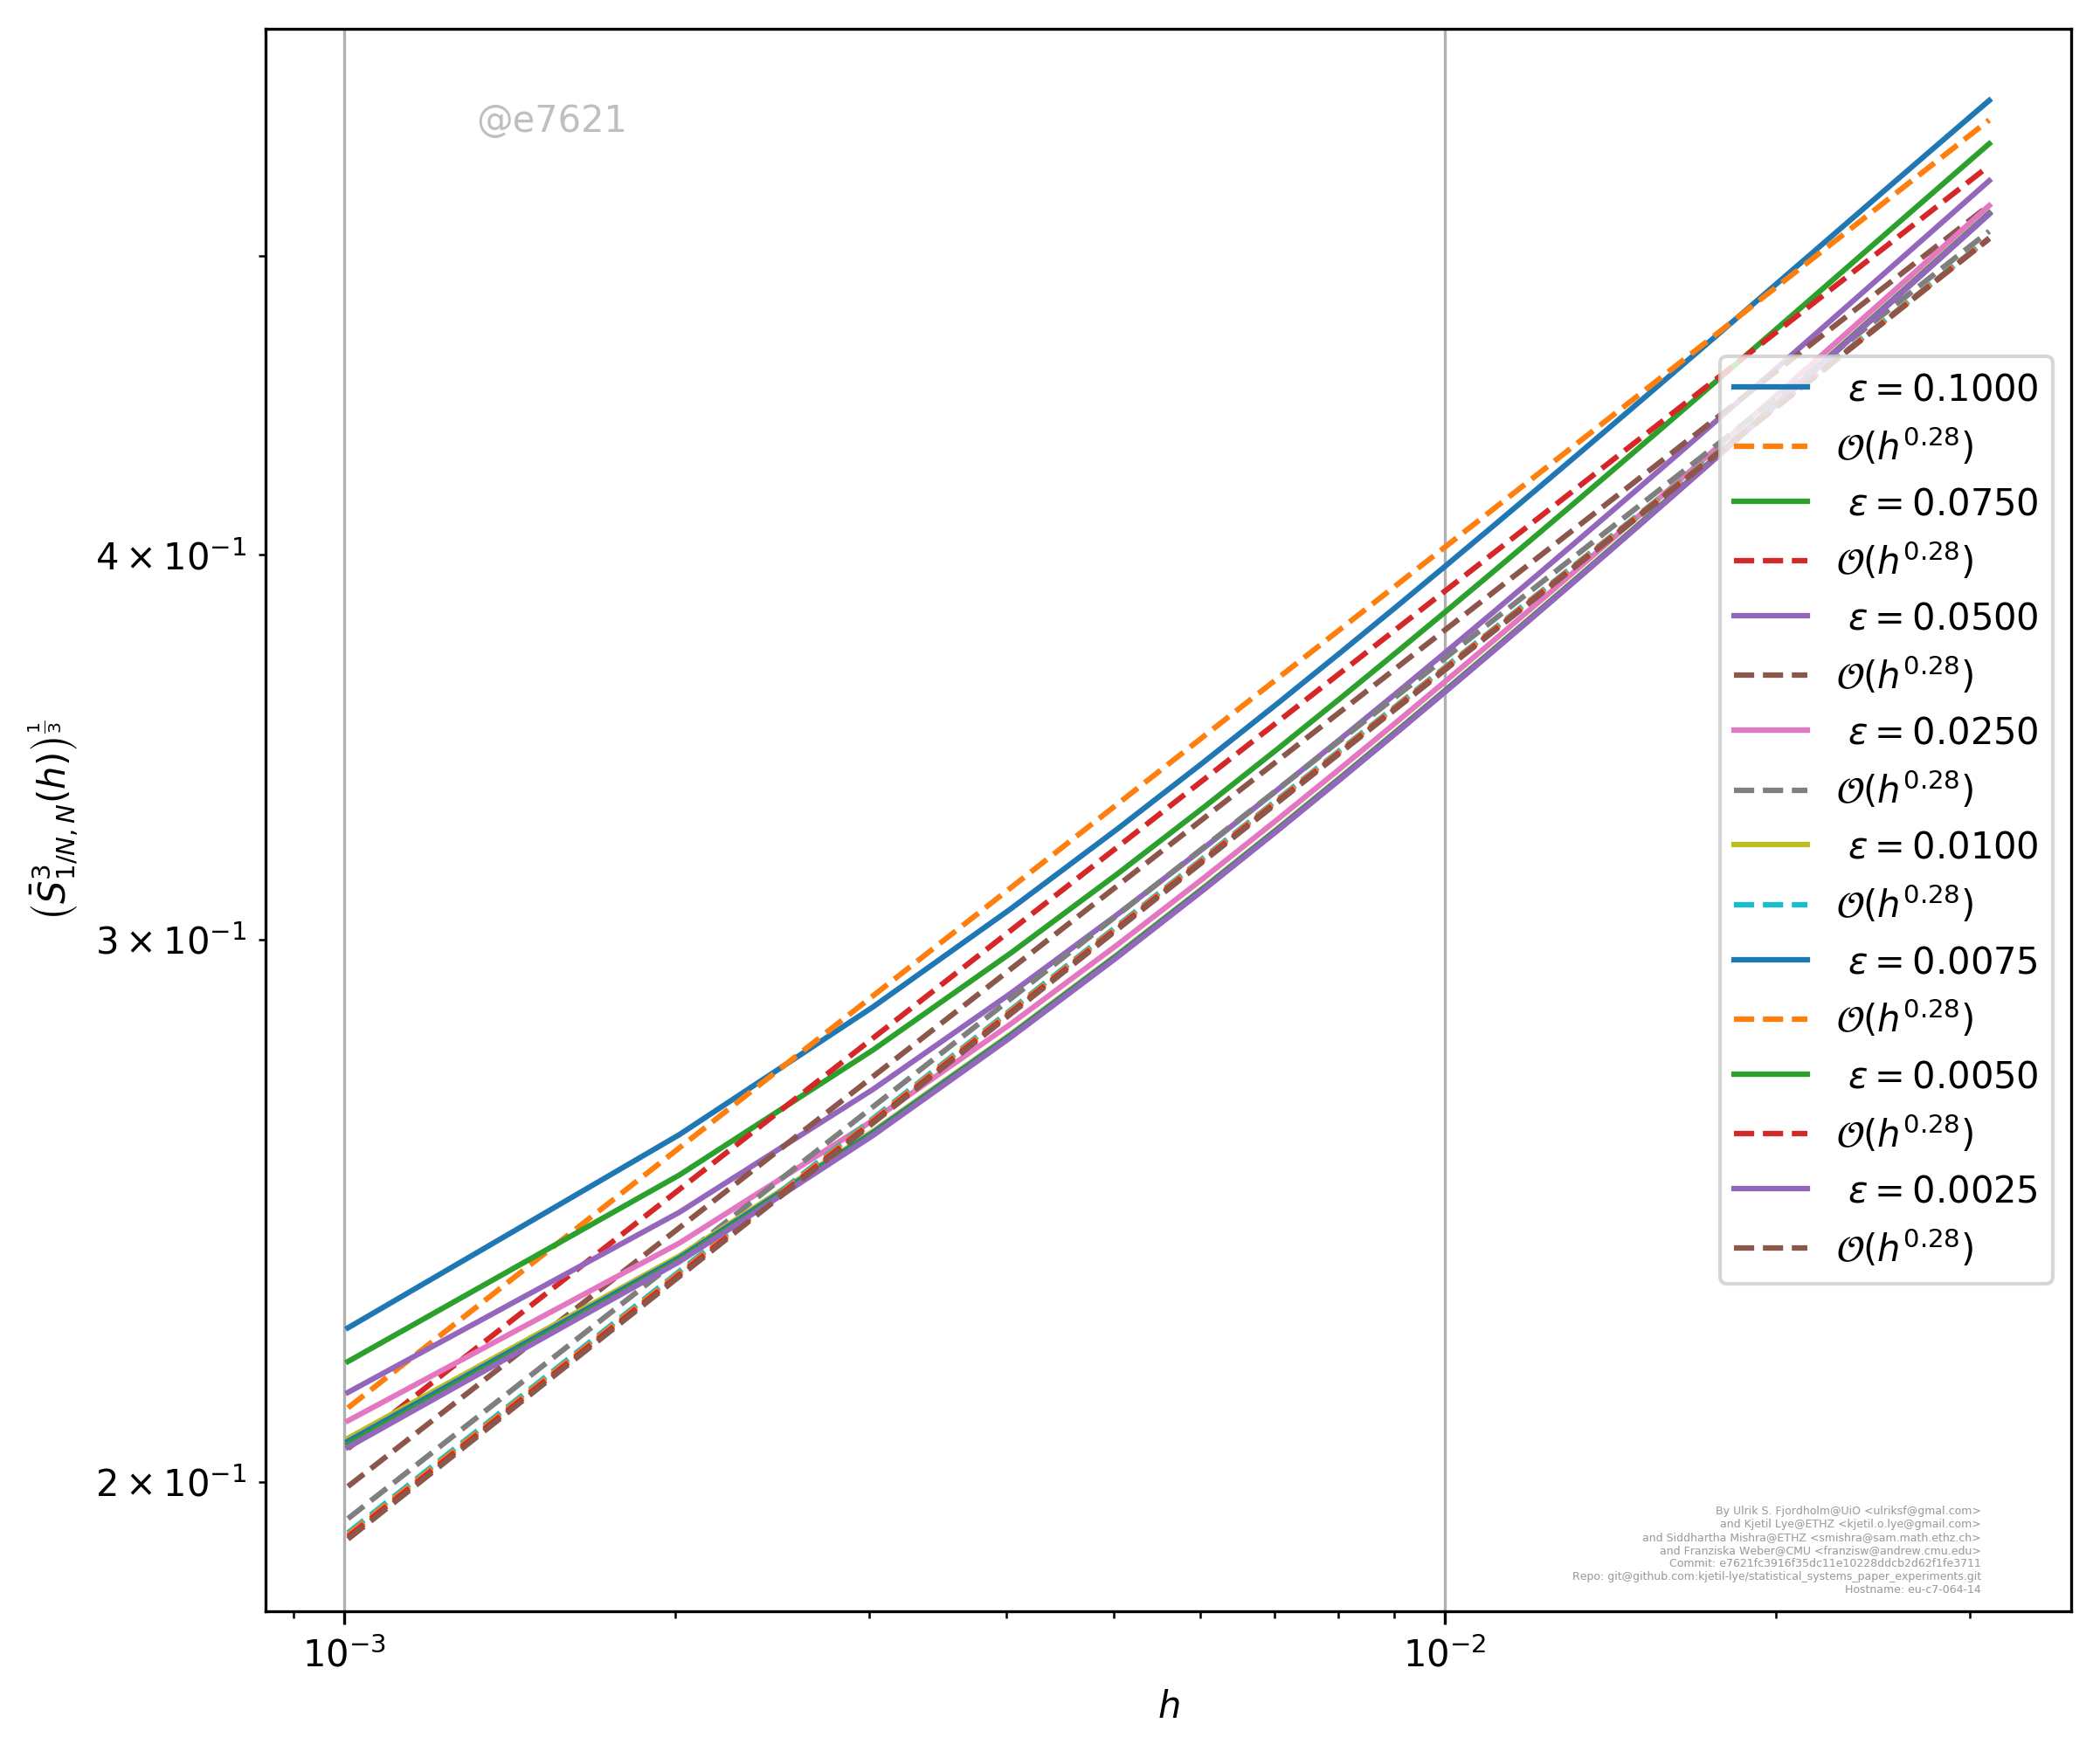 @e7621
4 × 10⁻¹
3 × 10⁻¹
2 × 10⁻¹
(S̄³₁/N, N(h))^(1/3)
10⁻³
10⁻²
h
ε = 0.1000
𝒪(h^0.28)
ε = 0.0750
𝒪(h^0.28)
ε = 0.0500
𝒪(h^0.28)
ε = 0.0250
𝒪(h^0.28)
ε = 0.0100
𝒪(h^0.28)
ε = 0.0075
𝒪(h^0.28)
ε = 0.0050
𝒪(h^0.28)
ε = 0.0025
𝒪(h^0.28)
By Ulrik S. Fjordholm@UiO <ulriksf@gmal.com>
and Kjetil Lye@ETHZ <kjetil.o.lye@gmail.com>
and Siddhartha Mishra@ETHZ <smishra@sam.math.ethz.ch>
and Franziska Weber@CMU <franzisw@andrew.cmu.edu>
Commit: e7621fc3916f35dc11e10228ddcb2d62f1fe3711
Repo: git@github.com:kjetil-lye/statistical_systems_paper_experiments.git
Hostname: eu-c7-064-14